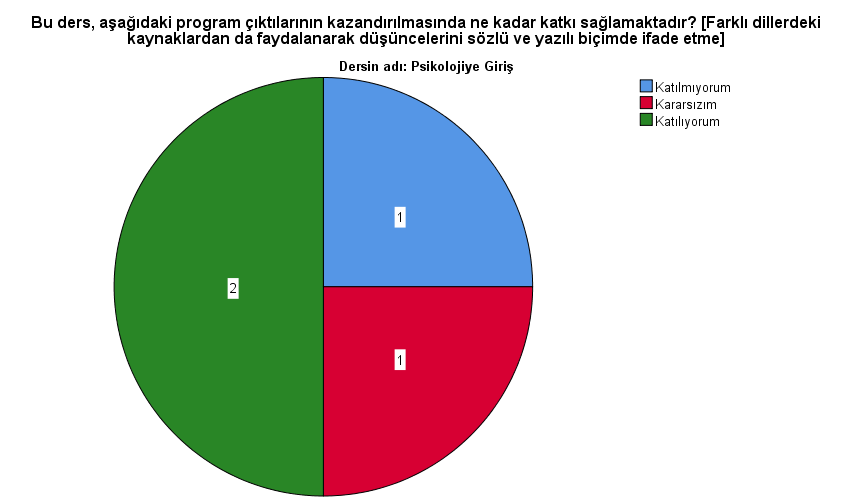 Bu ders, aşağıdaki program çıktılarının kazandırılmasında ne kadar katkı sağlamaktadır? [Farklı dillerdeki
kaynaklardan da faydalanarak düşüncelerini sözlü ve yazılı biçimde ifade etme]
Dersin adı: Psikolojiye Giriş
Katılmıyorum
Kararsızım
Katılıyorum
1
2
1